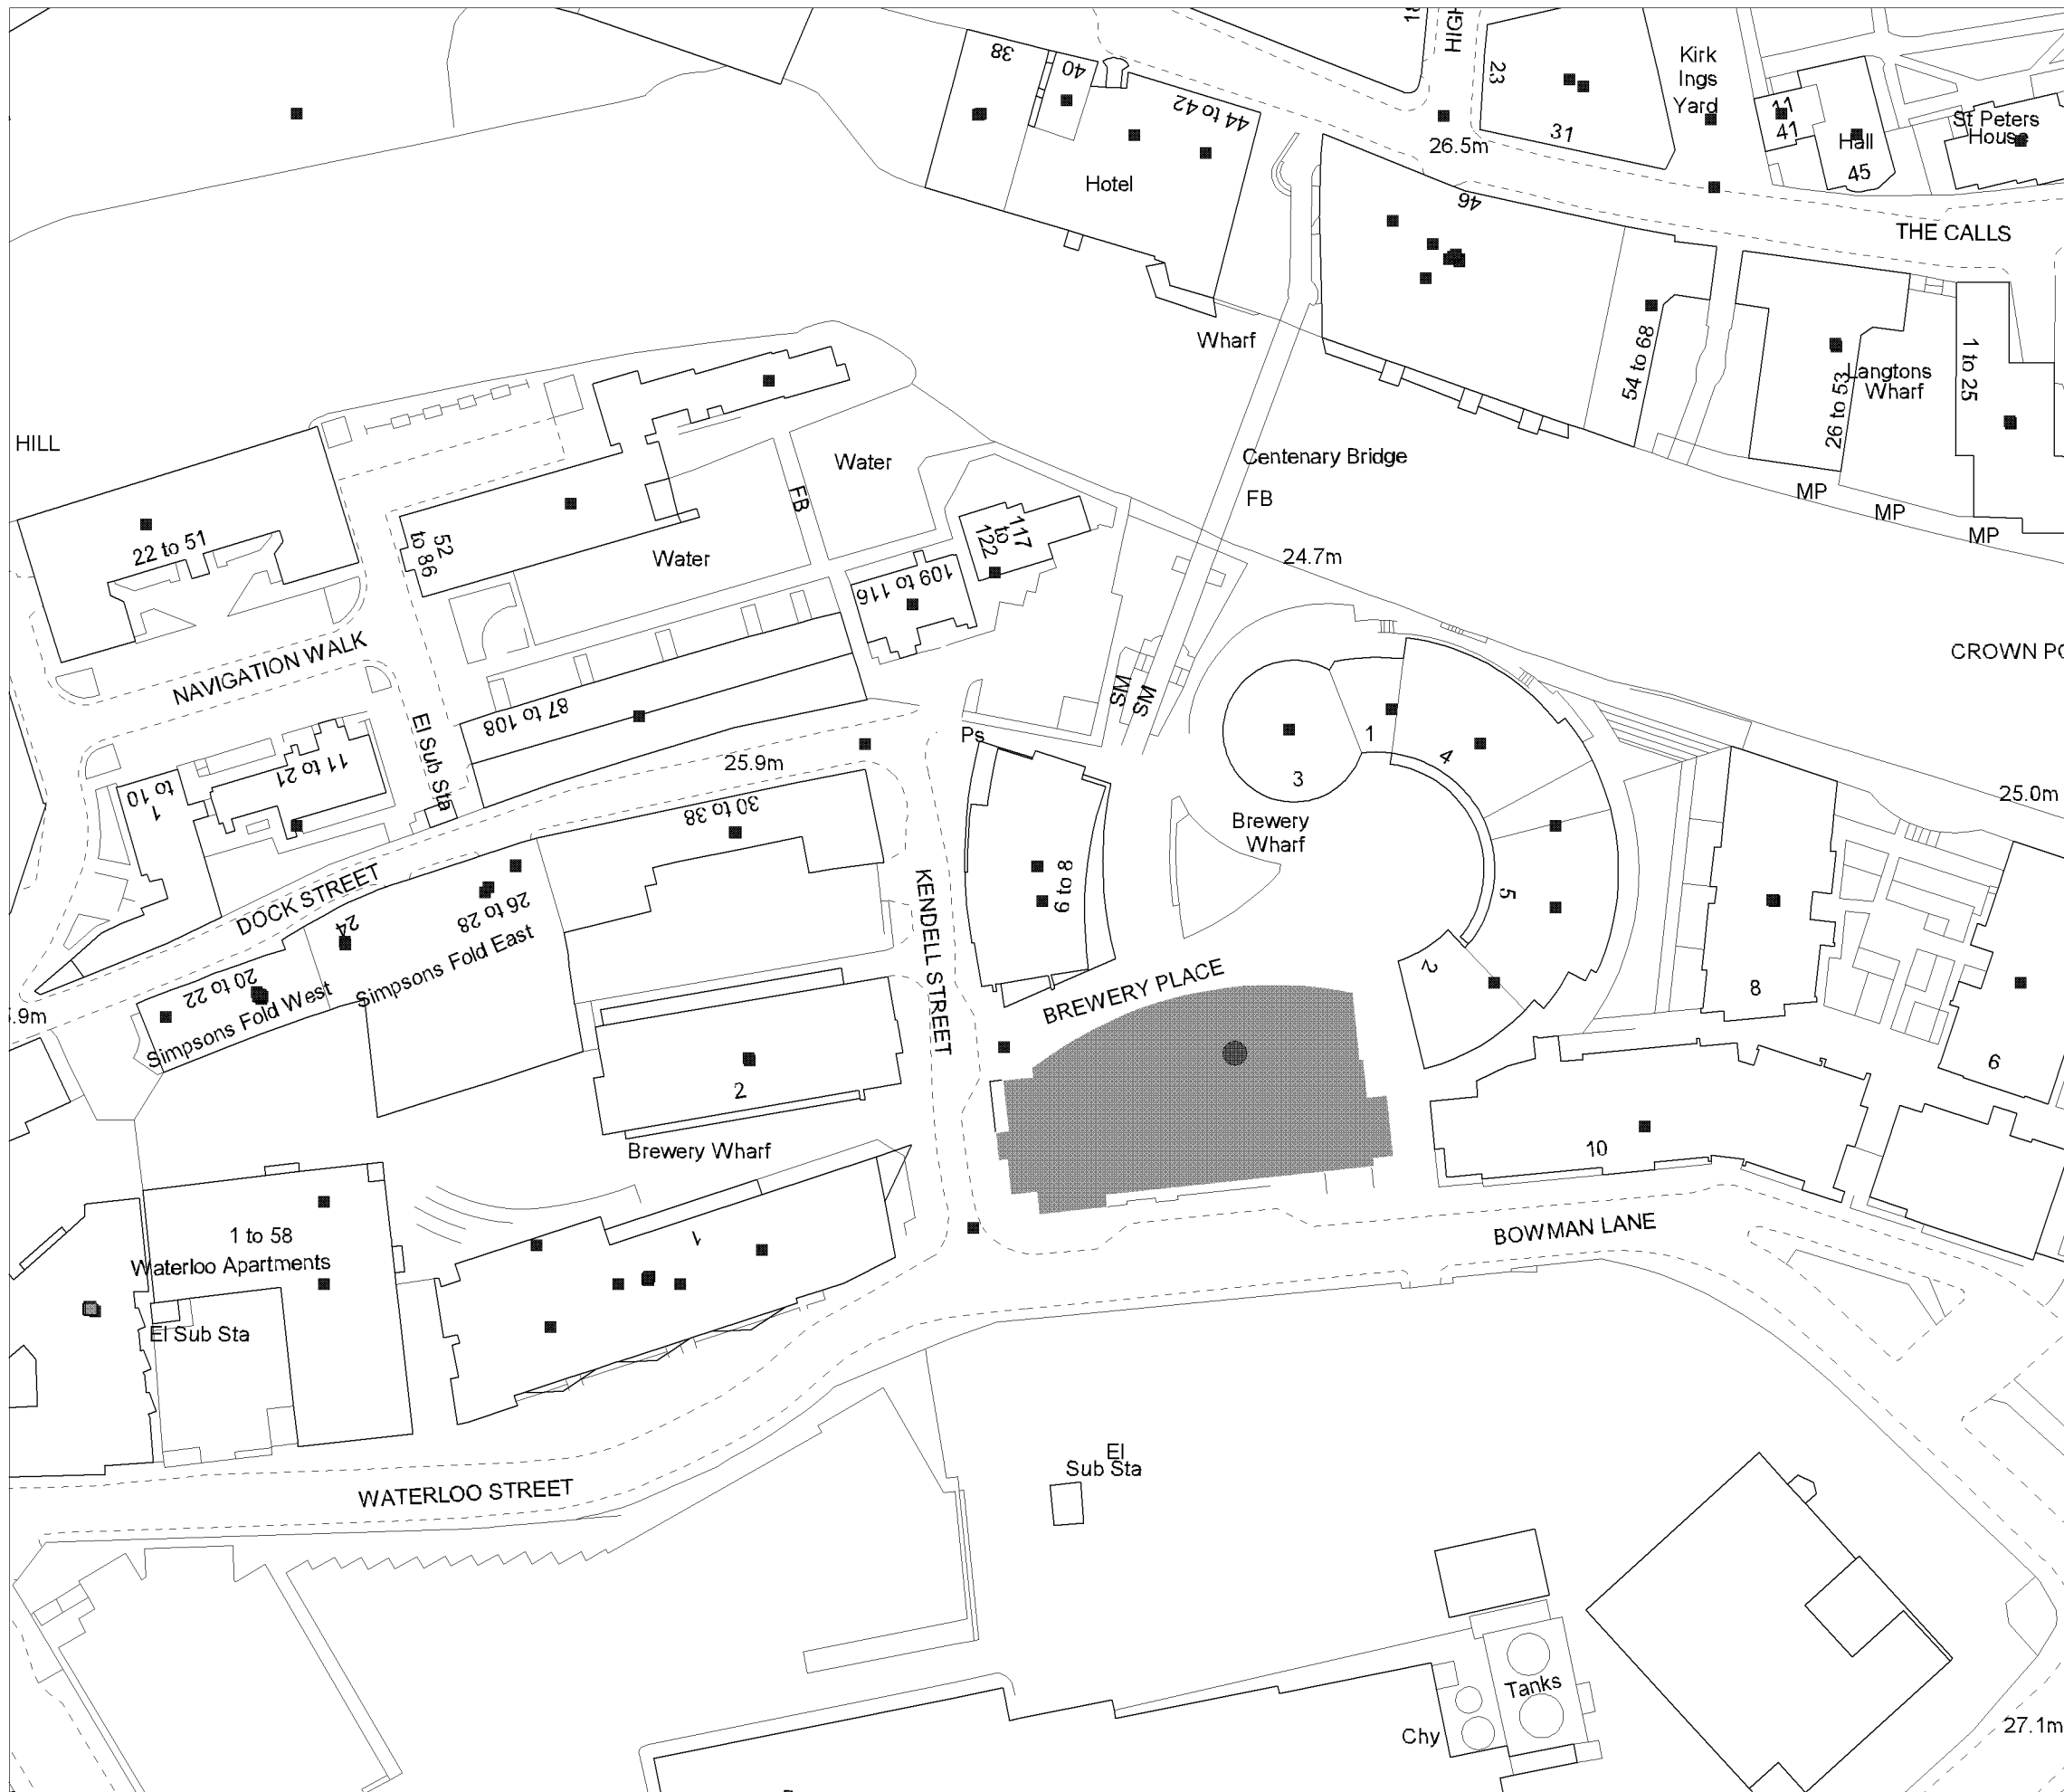 38
40
44 to 42
HIGH
23
31
Kirk
Ings
Yard
11
41
Hall
45
St Peters
House
26.5m
Hotel
46
THE CALLS
Wharf
54 to 68
26 to 53
Langtons
Wharf
1 to 25
HILL
Water
Centenary Bridge
FB
FB
MP
MP
MP
22 to 51
52
to 86
Water
117
to
122
109 to 116
24.7m
NAVIGATION WALK
CROWN PO
87 to 108
El Sub Sta
SM
SM
Ps
1
4
3
25.9m
1
to 10
11 to 21
30 to 38
25.0m
Brewery
Wharf
DOCK STREET
KENDELL STREET
6 to 8
5
24
26 to 28
Simpsons Fold East
20 to 22
Simpsons Fold West
BREWERY PLACE
2
8
.9m
2
6
10
Brewery Wharf
1
1 to 58
Waterloo Apartments
BOWMAN LANE
El Sub Sta
WATERLOO STREET
El
Sub Sta
Tanks
Chy
27.1m